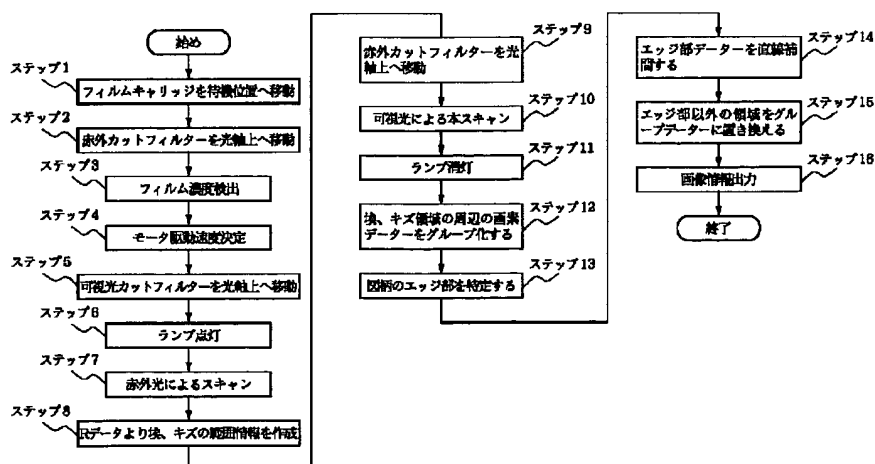 始め
ステップ1
フィルムキャリッジを待機位置へ移動
ステップ2
赤外カットフィルターを光軸上へ移動
ステップ3
フィルム濃度検出
ステップ4
モータ駆動速度決定
ステップ5
可視光カットフィルターを光軸上へ移動
ステップ6
ランプ点灯
ステップ7
赤外光によるスキャン
ステップ8
IRデータより埃、キズの範囲情報を作成
ステップ9
赤外カットフィルターを光
軸上へ移動
ステップ10
可視光による本スキャン
ステップ11
ランプ消灯
ステップ12
埃、キズ領域の周辺の画素
データーをグループ化する
ステップ13
図柄のエッジ部を特定する
ステップ14
エッジ部データーを直線補
間する
ステップ15
エッジ部以外の領域をグル
ープデーターに置き換える
ステップ16
画像情報出力
終了